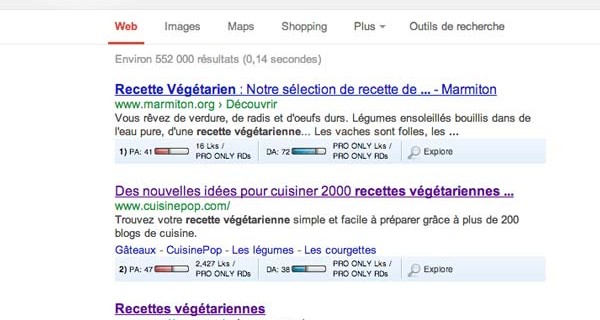 Web Images Maps Shopping Plus Outils de recherche
Environ 552 000 résultats (0,14 secondes)
Recette Végétarien : Notre sélection de recette de ... - Marmiton
www.marmiton.org › Découvrir
Vous rêvez de verdure, de radis et d'oeufs durs. Légumes ensoleillés bouillis dans de
l'eau pure, d'une recette végétarienne... Les vaches sont folles, les ...
1) PA: 41 16 Lks / PRO ONLY RDs DA: 72 PRO ONLY Lks / PRO ONLY RDs Explore
Des nouvelles idées pour cuisiner 2000 recettes végétariennes ...
www.cuisinepop.com/
Trouvez votre recette végétarienne simple et facile à préparer grâce à plus de 200
blogs de cuisine.
Gâteaux - CuisinePop - Les légumes - Les courgettes
2) PA: 47 2,427 Lks / PRO ONLY RDs DA: 38 PRO ONLY Lks / PRO ONLY RDs Explore
Recettes végétariennes